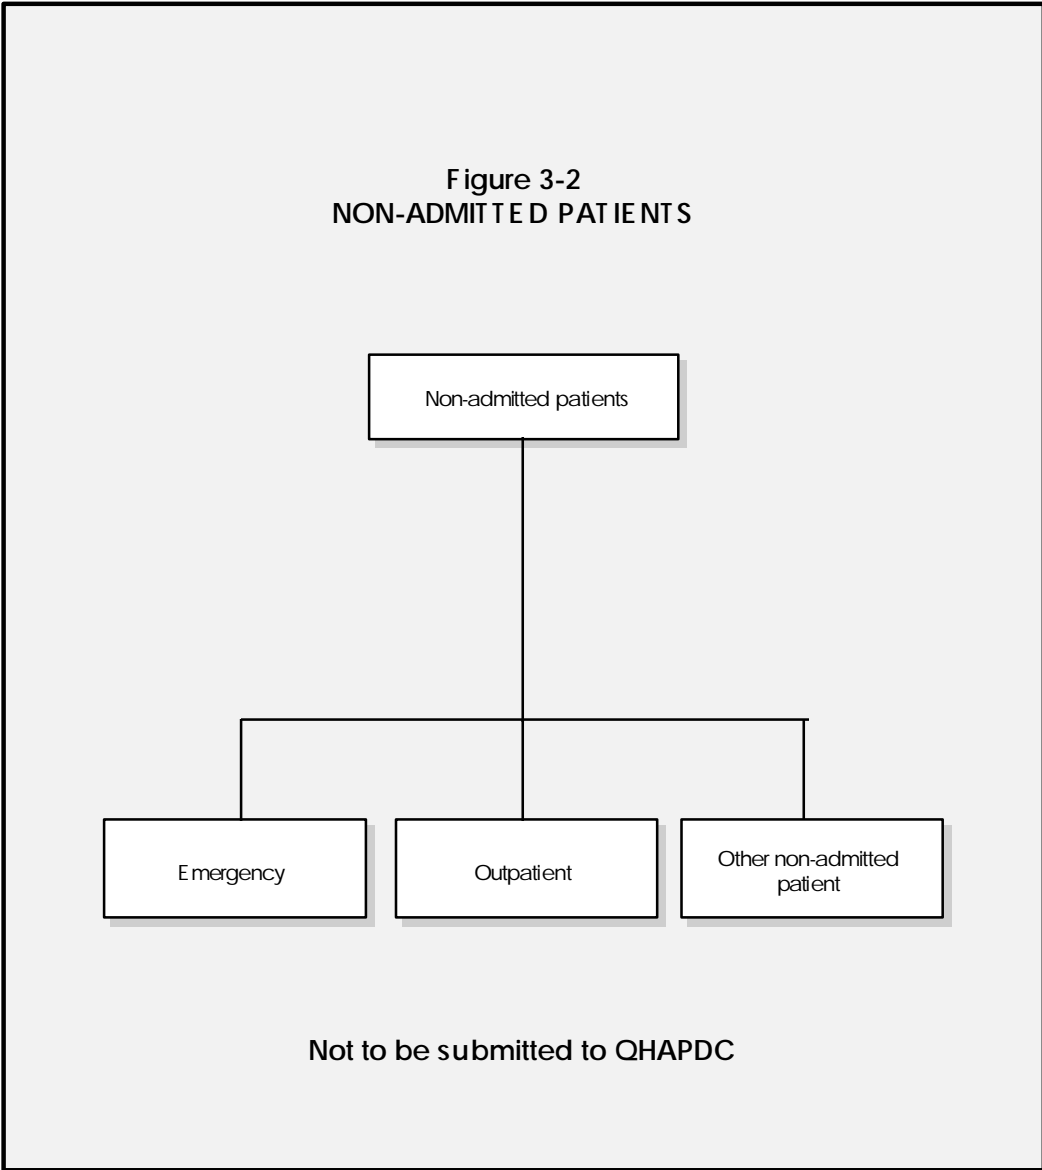 Figure 3-2
NON-ADMITTED PATIENTS
Non-admitted patients
Emergency
Outpatient
Other non-admitted
patient
Not to be submitted to QHAPDC